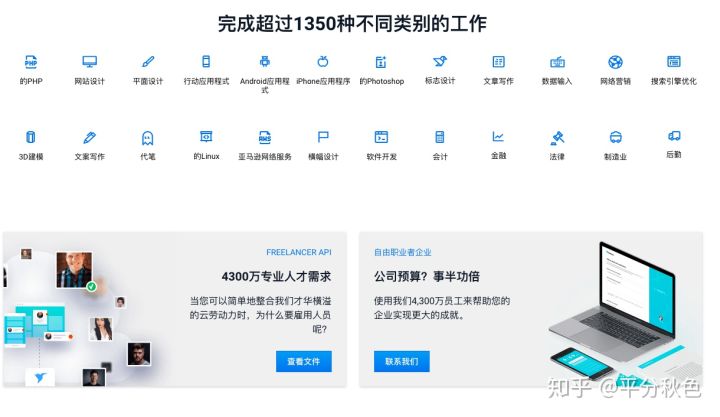 完成超过1350种不同类别的工作
PHP
的PHP
网站设计
平面设计
行动应用程式
Android应用程
式
iPhone应用程序
的Photoshop
标志设计
文章写作
数据输入
网络营销
搜索引擎优化
3D建模
文案写作
代笔
的Linux
AWS
亚马逊网络服务
横幅设计
软件开发
会计
金融
法律
制造业
后勤
FREELANCER API
4300万专业人才需求
当您可以简单地整合我们才华横溢
的云劳动力时，为什么要雇用人员
呢？
查看文件
自由职业者企业
公司预算？事半功倍
使用我们4,300万员工来帮助您的
企业实现更大的成就。
联系我们
知乎 @平分秋色